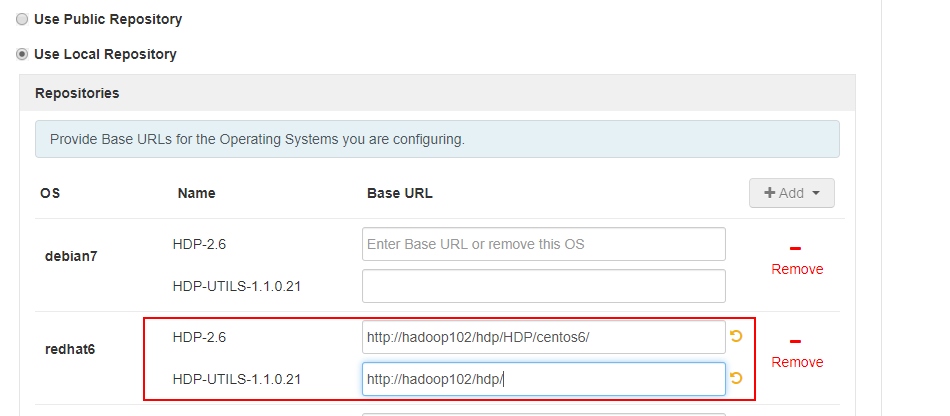 Use Public Repository
Use Local Repository
Repositories
Provide Base URLs for the Operating Systems you are configuring.
OS Name Base URL + Add
debian7
HDP-2.6 Enter Base URL or remove this OS
HDP-UTILS-1.1.0.21
Remove
redhat6
HDP-2.6 http://hadoop102/hdp/HDP/centos6/
HDP-UTILS-1.1.0.21 http://hadoop102/hdp/
Remove